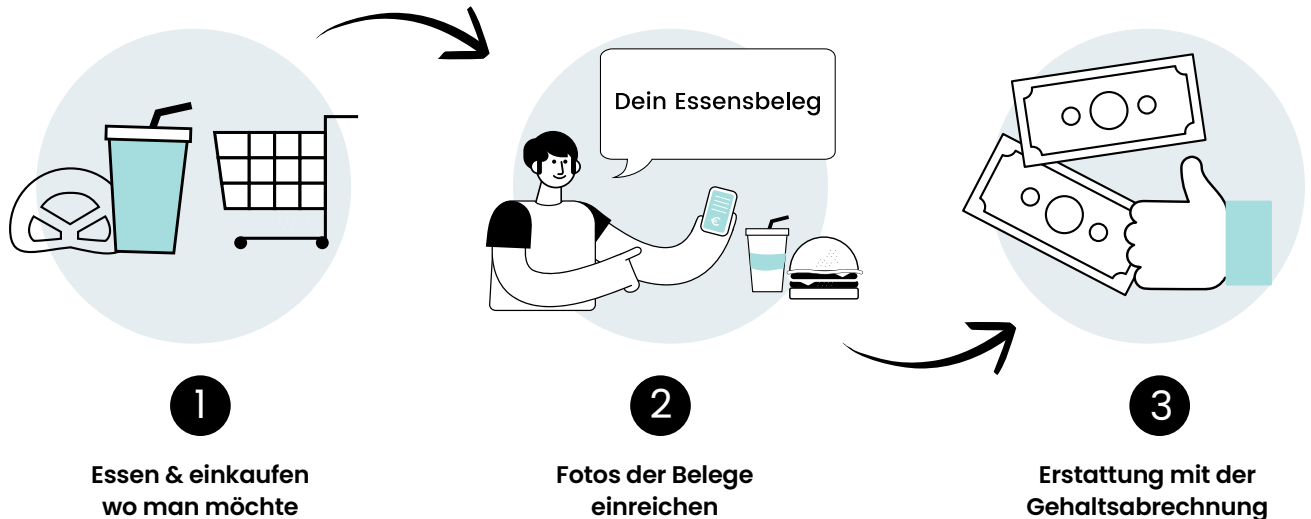 Dein Essensbeleg
€
1
Essen & einkaufen
wo man möchte
2
Fotos der Belege
einreichen
3
Erstattung mit der
Gehaltsabrechnung